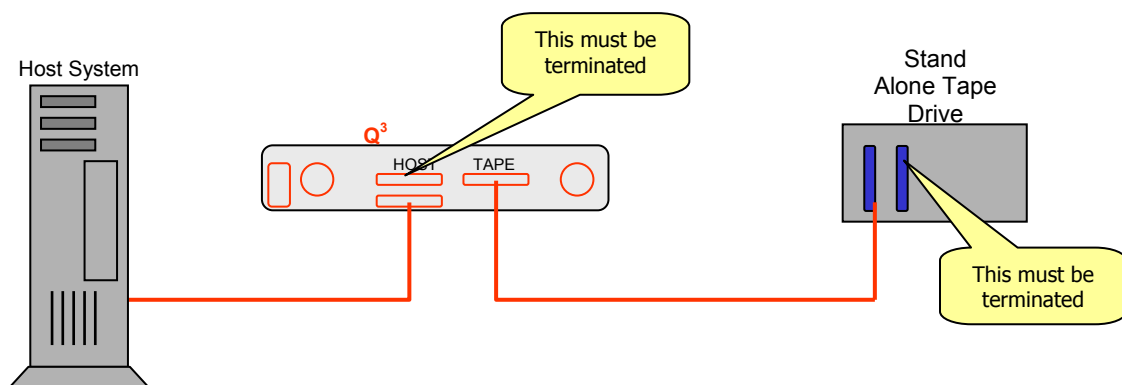 This must be
terminated
Host System
Stand
Alone Tape
Drive
Q³
HOST
TAPE
This must be
terminated